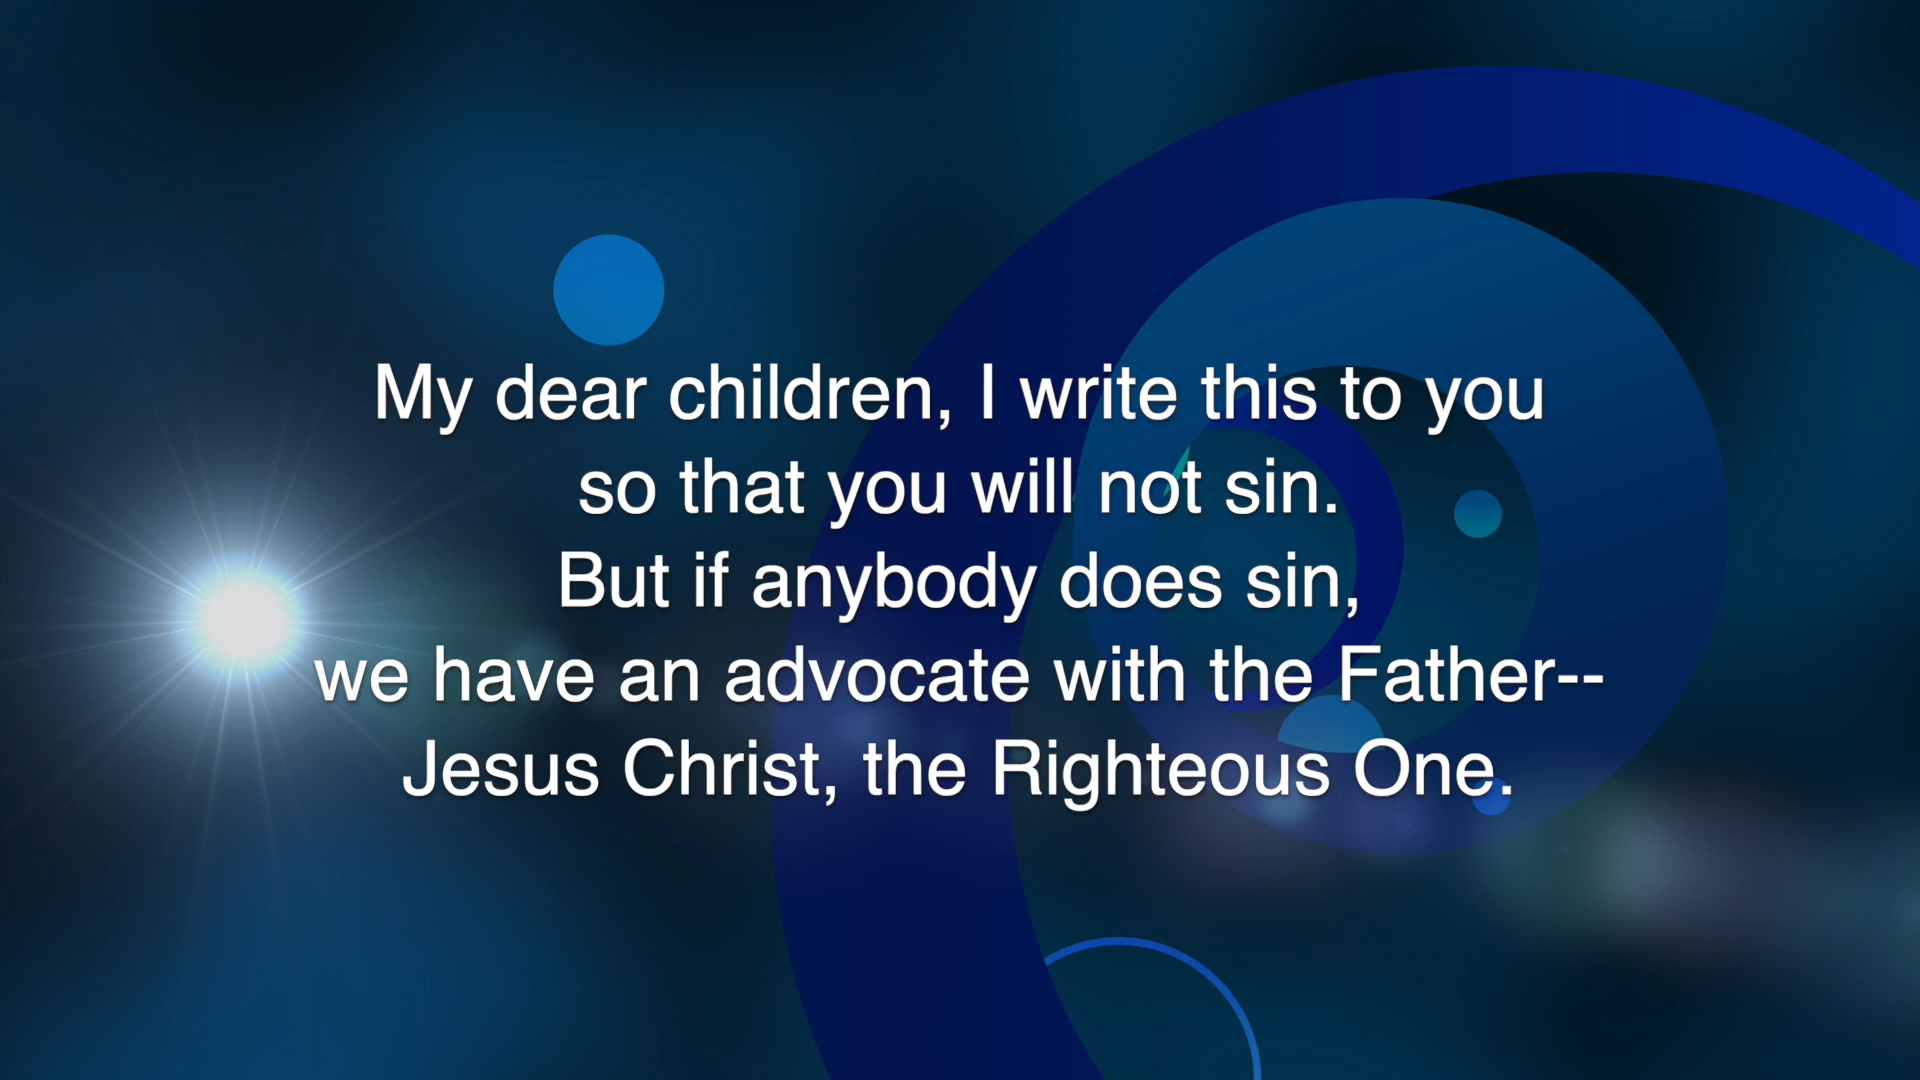 My dear children, I write this to you
so that you will not sin.
But if anybody does sin,
we have an advocate with the Father--
Jesus Christ, the Righteous One.